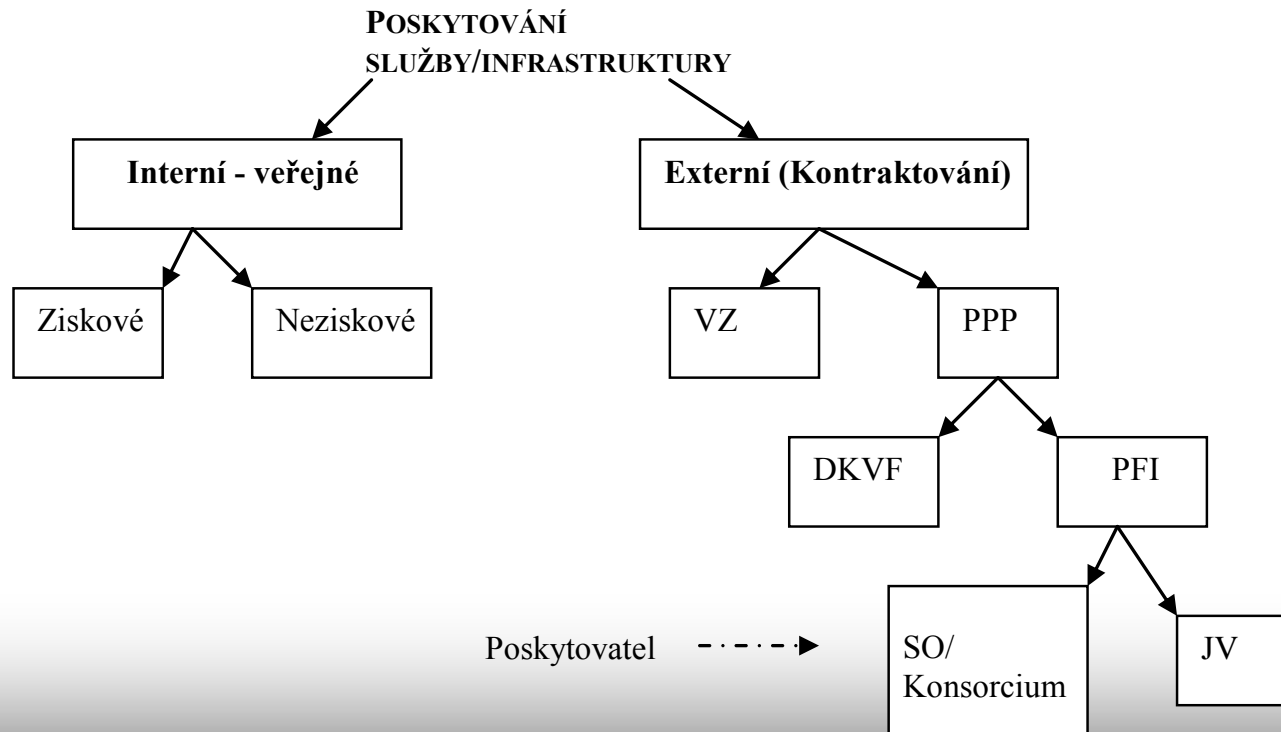 POSKYTOVÁNÍ
SLUŽBY/INFRASTRUKTURY
Interní - veřejné
Externí (Kontraktování)
Ziskové
Neziskové
VZ
PPP
DKVF
PFI
Poskytovatel
SO/
Konsorcium
JV